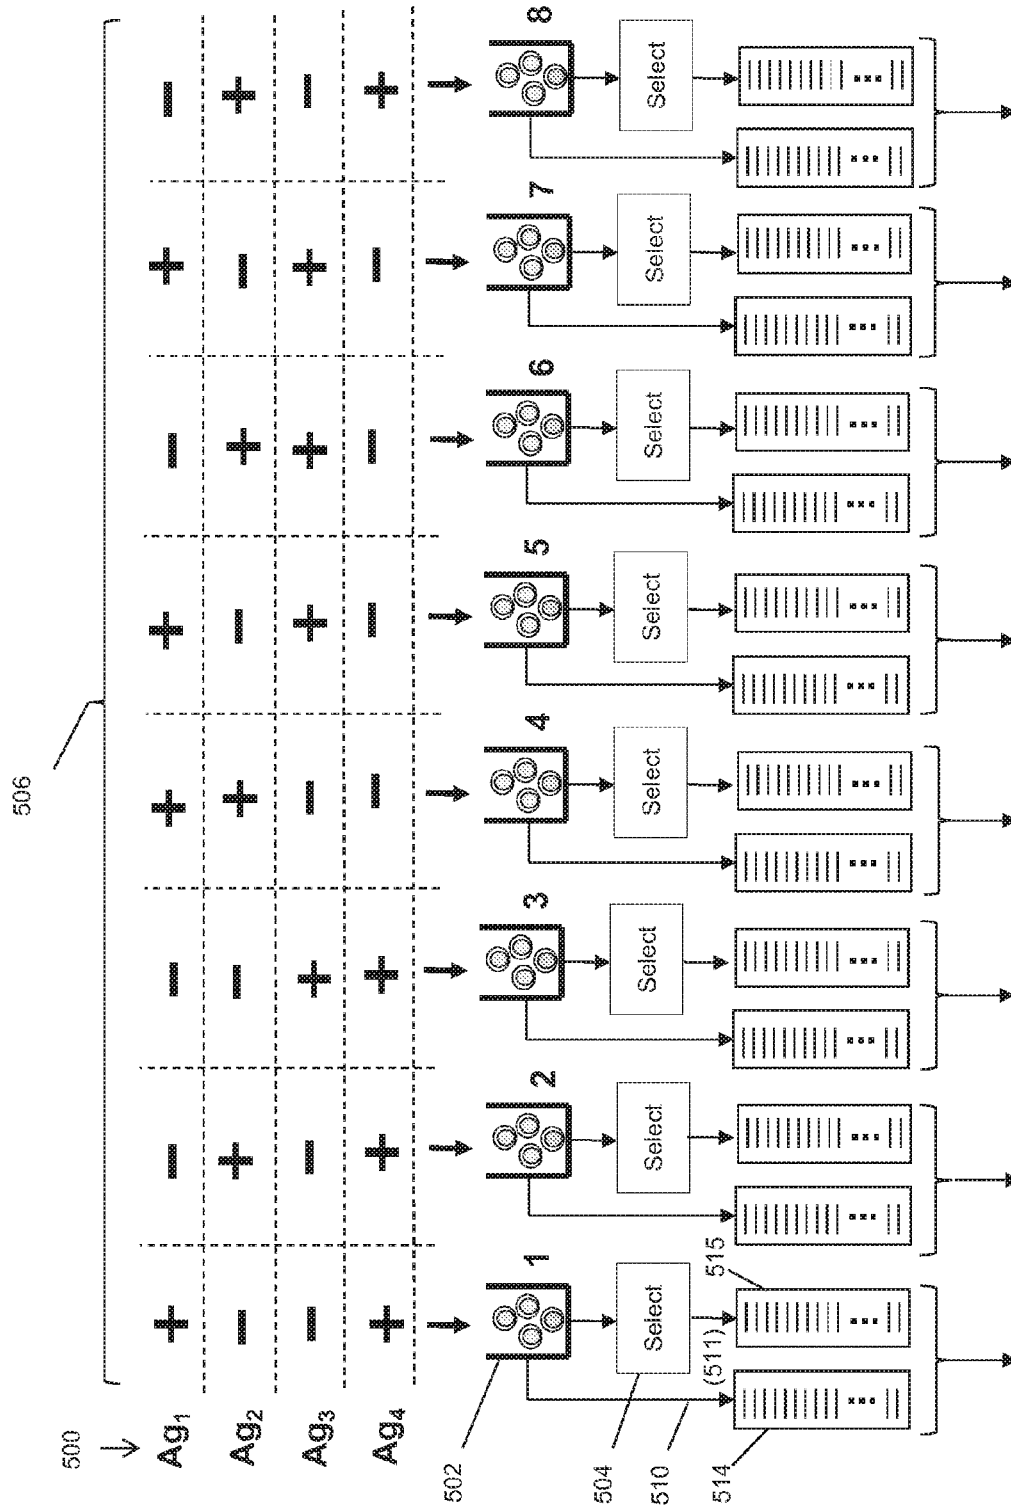 506
500
Ag1 + − − + + − + −
Ag2 − + − + − + − +
Ag3 − − + − + + + −
Ag4 + + + − − − − +
502
1 2 3 4 5 6 7 8
504
Select Select Select Select Select Select Select Select
510
(511)
515
514